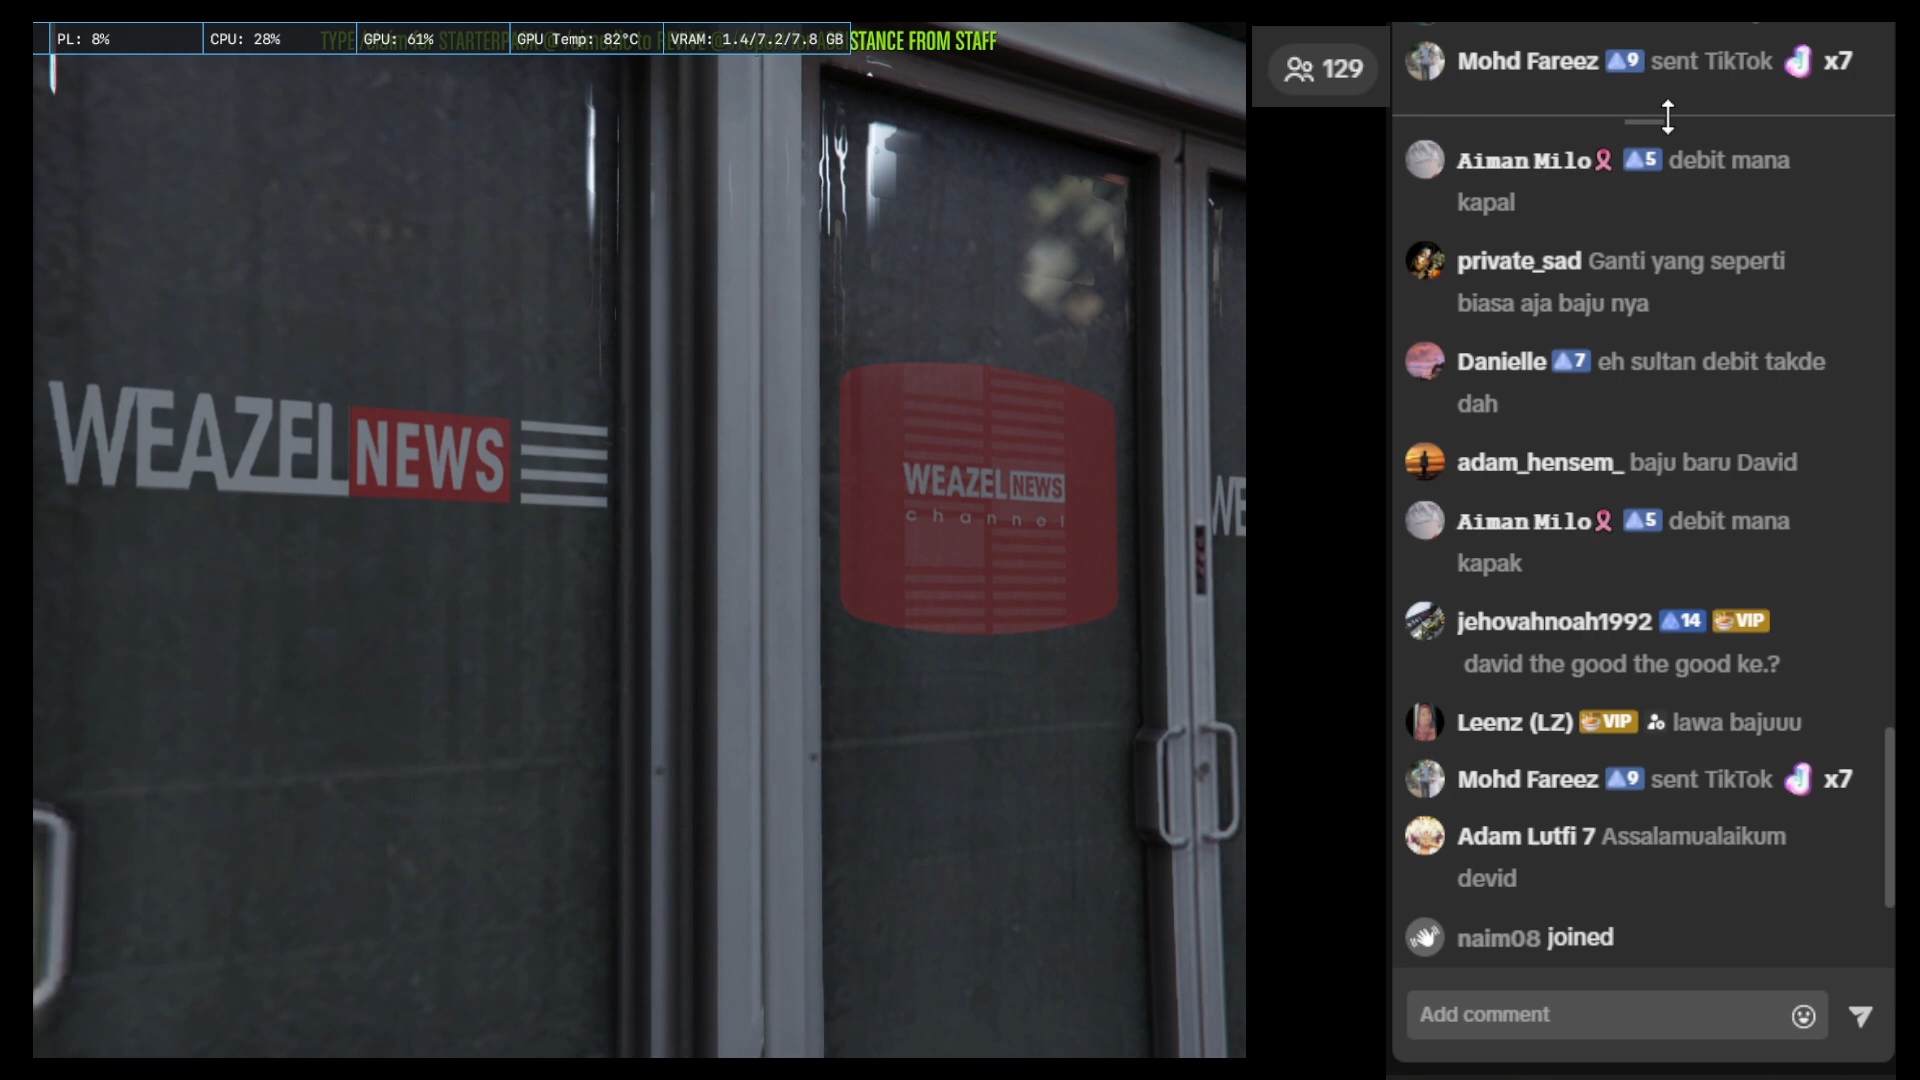 PL: 8%
CPU: 28%
GPU: 61%
GPU Temp: 82°C
VRAM: 1.4/7.2/7.8 GB
STANCE FROM STAFF
WEAZEL NEWS
WEAZEL NEWS
channel
WE
129
Mohd Fareez 9 sent TikTok x7
Aiman Milo 5 debit mana
kapal
private_sad Ganti yang seperti
biasa aja baju nya
Danielle 7 eh sultan debit takde
dah
adam_hensem_ baju baru David
Aiman Milo 5 debit mana
kapak
jehovahnoah1992 14 VIP
david the good the good ke.?
Leenz (LZ) VIP lawa bajuuu
Mohd Fareez 9 sent TikTok x7
Adam Lutfi 7 Assalamualaikum
devid
naim08 joined
Add comment